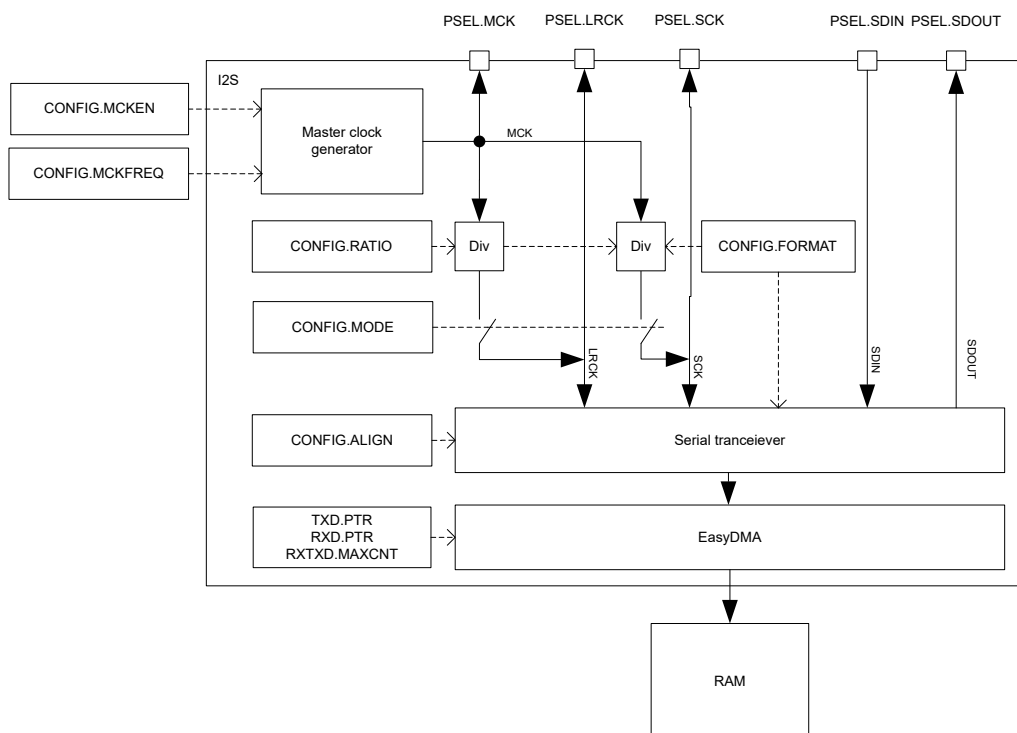 PSEL.MCK
PSEL.LRCK
PSEL.SCK
PSEL.SDIN
PSEL.SDOUT
I2S
CONFIG.MCKEN
Master clock
generator
MCK
CONFIG.MCKFREQ
CONFIG.RATIO
Div
Div
CONFIG.FORMAT
CONFIG.MODE
LRCK
SCK
SDIN
SDOUT
CONFIG.ALIGN
Serial tranceiever
TXD.PTR
RXD.PTR
RXTXD.MAXCNT
EasyDMA
RAM